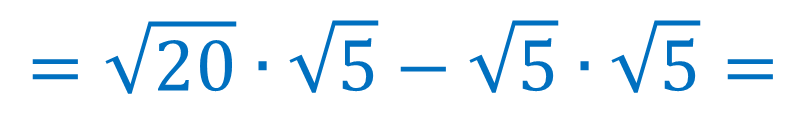 = √20 · √5 − √5 · √5 =